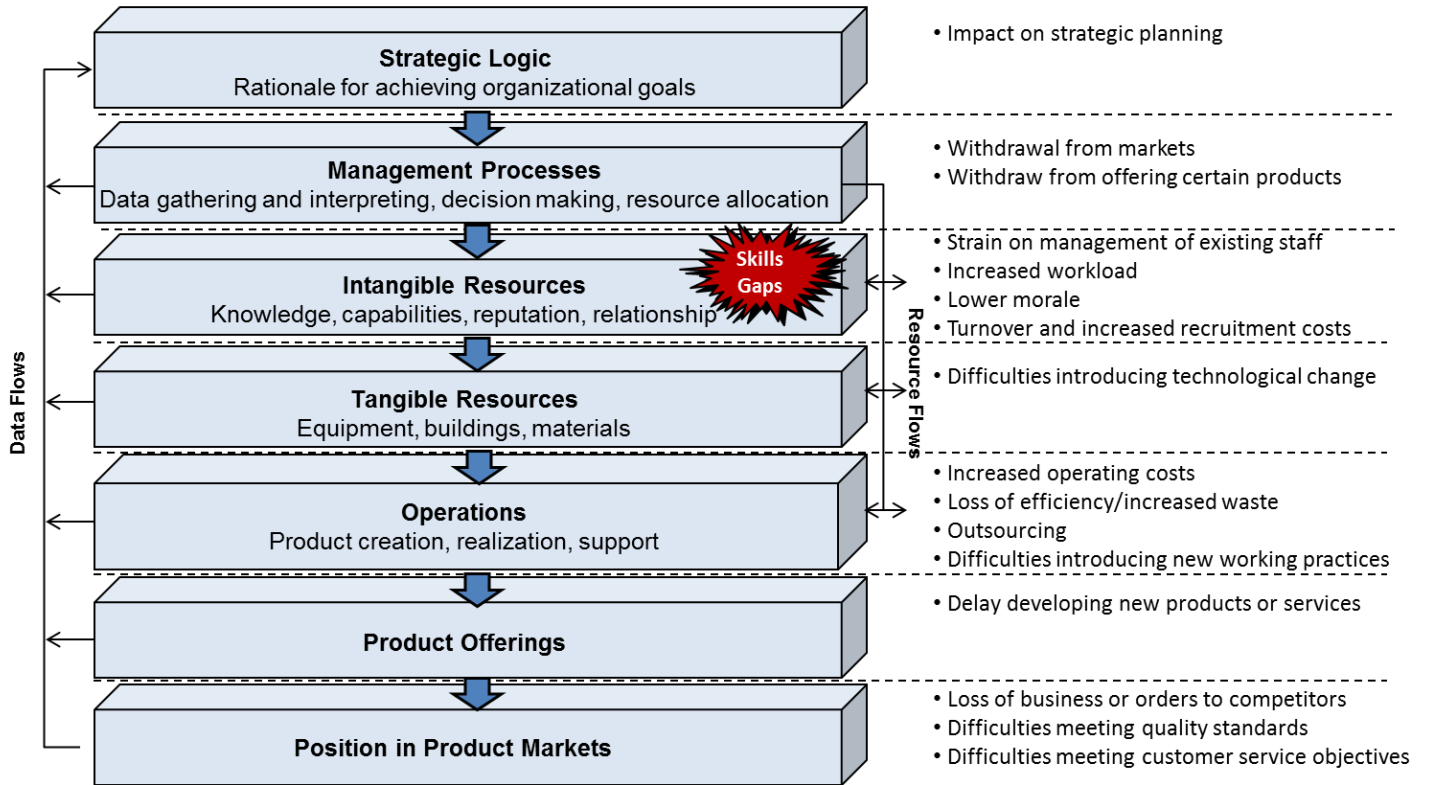 Strategic Logic
Rationale for achieving organizational goals
• Impact on strategic planning
Management Processes
Data gathering and interpreting, decision making, resource allocation
• Withdrawal from markets
• Withdraw from offering certain products
Skills
Gaps
Intangible Resources
Knowledge, capabilities, reputation, relationship
• Strain on management of existing staff
• Increased workload
• Lower morale
• Turnover and increased recruitment costs
Tangible Resources
Equipment, buildings, materials
• Difficulties introducing technological change
Operations
Product creation, realization, support
• Increased operating costs
• Loss of efficiency/increased waste
• Outsourcing
• Difficulties introducing new working practices
Product Offerings
• Delay developing new products or services
Position in Product Markets
• Loss of business or orders to competitors
• Difficulties meeting quality standards
• Difficulties meeting customer service objectives
Data Flows
Resource Flows